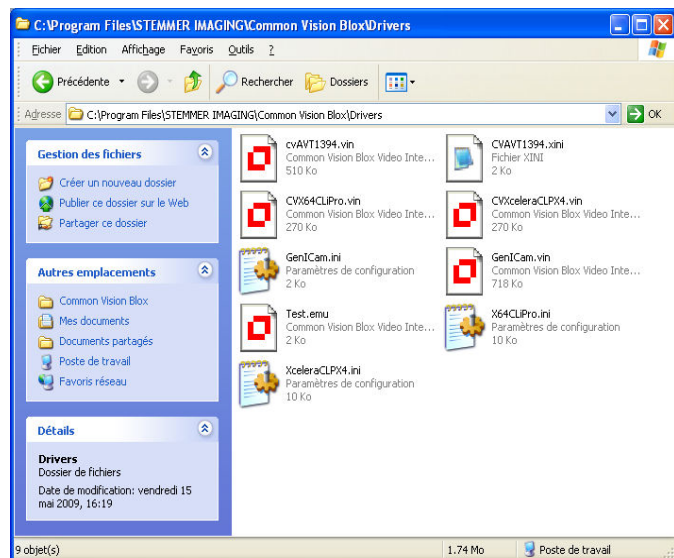 C:\Program Files\STEMMER IMAGING\Common Vision Blox\Drivers
Fichier Edition Affichage Favoris Outils ?
Précédente Rechercher Dossiers
Adresse C:\Program Files\STEMMER IMAGING\Common Vision Blox\Drivers OK
Gestion des fichiers
Créer un nouveau dossier
Publier ce dossier sur le Web
Partager ce dossier
Autres emplacements
Common Vision Blox
Mes documents
Documents partagés
Poste de travail
Favoris réseau
Détails
Drivers
Dossier de fichiers
Date de modification: vendredi 15
mai 2009, 16:19
cvAVT1394.vin
Common Vision Blox Video Inte...
510 Ko
CVAVT1394.xini
Fichier XINI
2 Ko
CVX64CLiPro.vin
Common Vision Blox Video Inte...
270 Ko
CVXceleraCLPX4.vin
Common Vision Blox Video Inte...
270 Ko
GenICam.ini
Paramètres de configuration
2 Ko
GenICam.vin
Common Vision Blox Video Inte...
718 Ko
Test.emu
Common Vision Blox Video Inte...
2 Ko
X64CLiPro.ini
Paramètres de configuration
10 Ko
XceleraCLPX4.ini
Paramètres de configuration
10 Ko
9 objet(s) 1.74 Mo Poste de travail